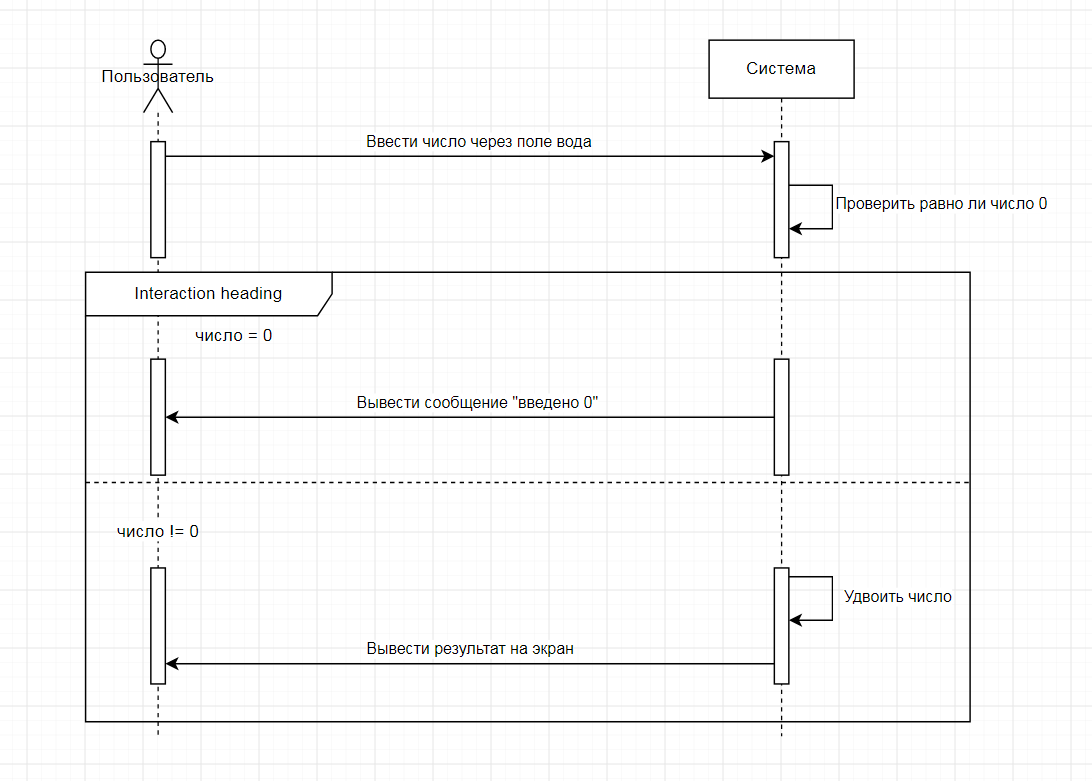 Пользователь
Система
Ввести число через поле вода
Проверить равно ли число 0
Interaction heading
число = 0
Вывести сообщение "введено 0"
число != 0
Удвоить число
Вывести результат на экран